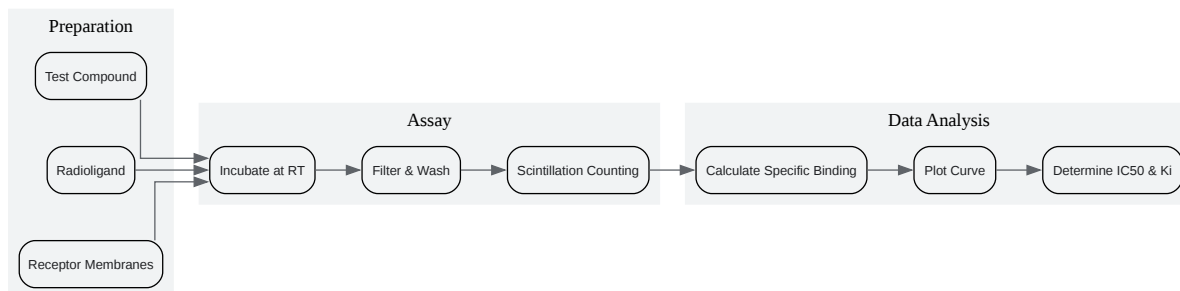 Preparation
Test Compound
Radioligand
Receptor Membranes
Assay
Incubate at RT
Filter & Wash
Scintillation Counting
Data Analysis
Calculate Specific Binding
Plot Curve
Determine IC50 & Ki